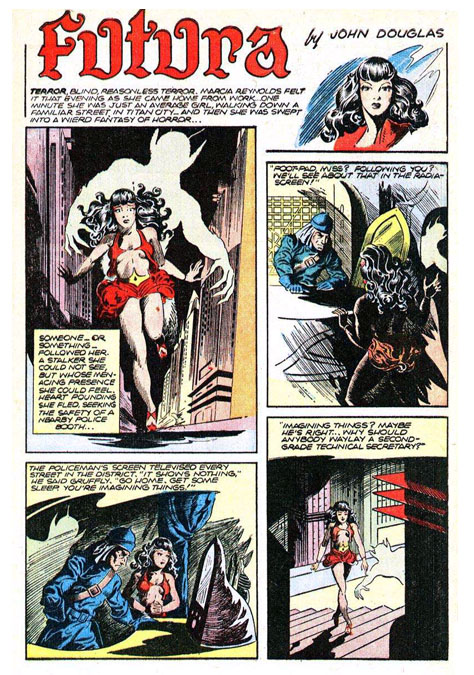 Futura
by JOHN DOUGLAS
TERROR, BLIND, REASONLESS TERROR. MARCIA REYNOLDS FELT
IT THAT EVENING AS SHE CAME HOME FROM WORK. ONE
MINUTE SHE WAS JUST AN AVERAGE GIRL, WALKING DOWN A
FAMILIAR STREET IN TITAN CITY... AND THEN SHE WAS SWEPT
INTO A WIERD FANTASY OF HORROR...
SOMEONE... OR
SOMETHING...
FOLLOWED HER.
A STALKER SHE
COULD NOT SEE,
BUT WHOSE MEN-
ACING PRESENCE
SHE COULD FEEL.
HEART POUNDING
SHE FLED, SEEKING
THE SAFETY OF A
NEARBY POLICE
BOOTH...
"FOOT-PAD, MISS? FOLLOWING YOU?
WE'LL SEE ABOUT THAT IN THE RADIA-
SCREEN!"
THE POLICEMAN'S SCREEN TELEVISED EVERY
STREET IN THE DISTRICT. "IT SHOWS NOTHING,"
HE SAID GRUFFLY. "GO HOME, GET SOME
SLEEP. YOU'RE IMAGINING THINGS!"
"IMAGINING THINGS? MAYBE
HE'S RIGHT... WHY SHOULD
ANYBODY WAYLAY A SECOND-
GRADE TECHNICAL SECRETARY?"